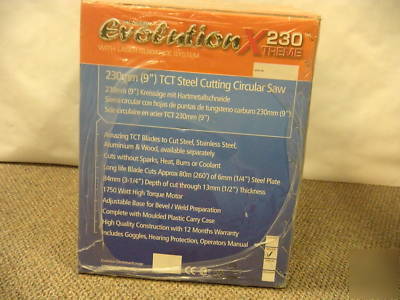 Evolution X 230
XTREME
WITH LASER GUIDANCE SYSTEM
230mm (9") TCT Steel Cutting Circular Saw
230mm (9") Kreissäge mit Hartmetallschneide
Sierra circular con hojas de puntas de tungsteno carburo 230mm (9")
Scie circulaire en acier TCT 230mm (9")
Amazing TCT Blades to Cut Steel, Stainless Steel,
Aluminium & Wood, available separately
Cuts without Sparks, Heat, Burrs or Coolant
Long life Blade Cuts Approx 80m (260') of 6mm (1/4") Steel Plate
84mm (3-1/4") Depth of cut through 13mm (1/2") Thickness
1750 Watt High Torque Motor
Adjustable Base for Bevel / Weld Preparation
Complete with Moulded Plastic Carry Case
High Quality Construction with 12 Months Warranty
Includes Goggles, Hearing Protection, Operators Manual
CE